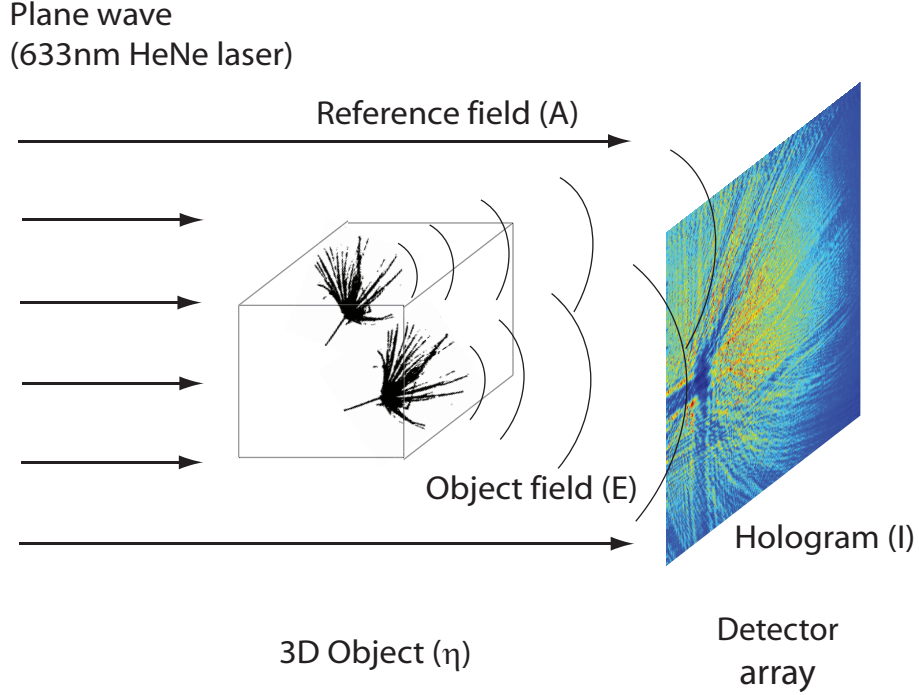 Plane wave
(633nm HeNe laser)
Reference field (A)
Object field (E)
Hologram (I)
3D Object (η)
Detector
array